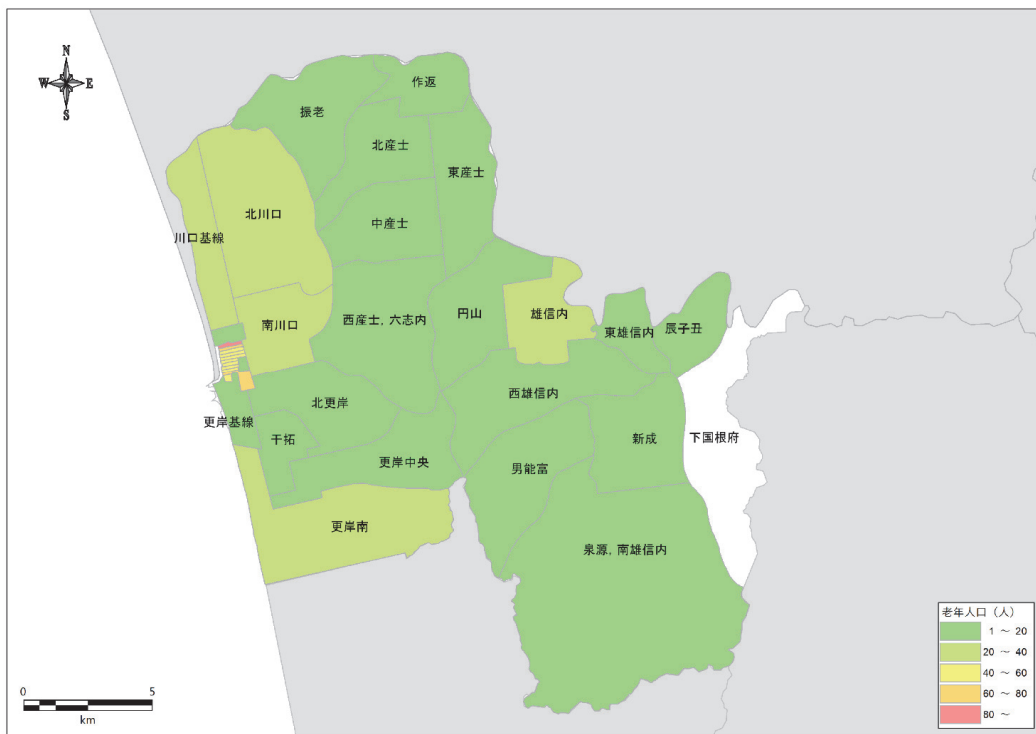 N
W
E
S
作返
振老
北産士
東産士
北川口
中産士
川口基線
円山
雄信内
南川口
西産士, 六志内
東雄信内
辰子丑
西雄信内
北更岸
更岸基線
干拓
新成
下国根府
更岸中央
男能富
更岸南
泉源, 南雄信内
老年人口（人）
1 ～ 20
20 ～ 40
40 ～ 60
60 ～ 80
80 ～
0 5
km